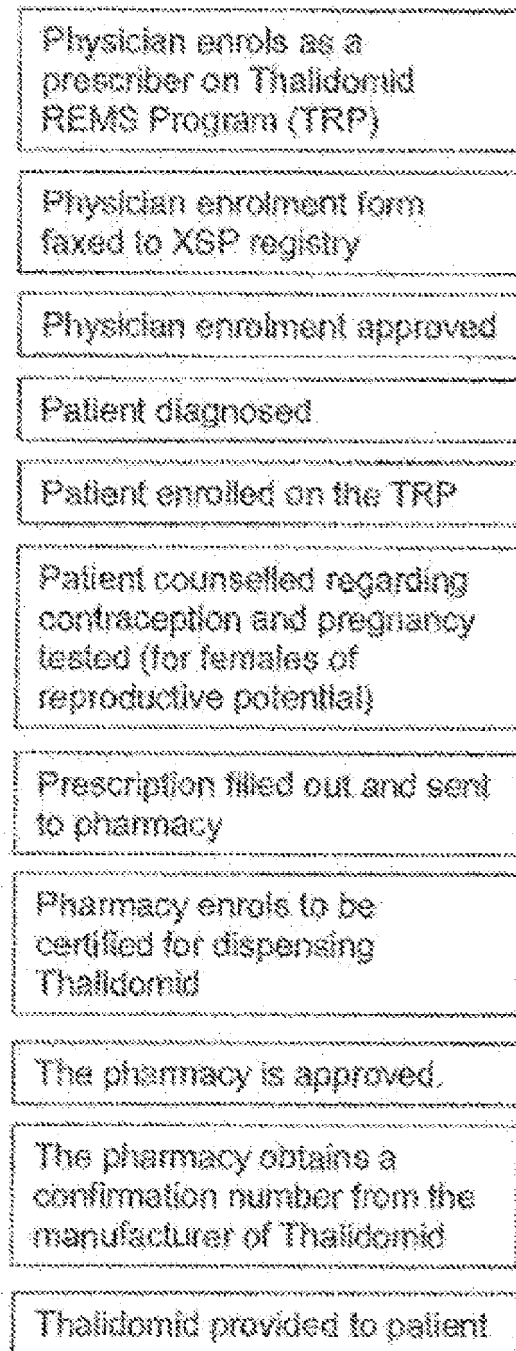 Physician enrols as a
prescriber on Thalidomid
REMS Program (TRP)
Physician enrolment form
faxed to XSP registry
Physician enrolment approved
Patient diagnosed.
Patient enrolled on the TRP
Patient counselled regarding
contraception and pregnancy
tested (for females of
reproductive potential)
Prescription filled out and sent
to pharmacy
Pharmacy enrols to be
certified for dispensing
Thalidomid
The pharmacy is approved.
The pharmacy obtains a
confirmation number from the
manufacturer of Thalidomid
Thalidomid provided to patient